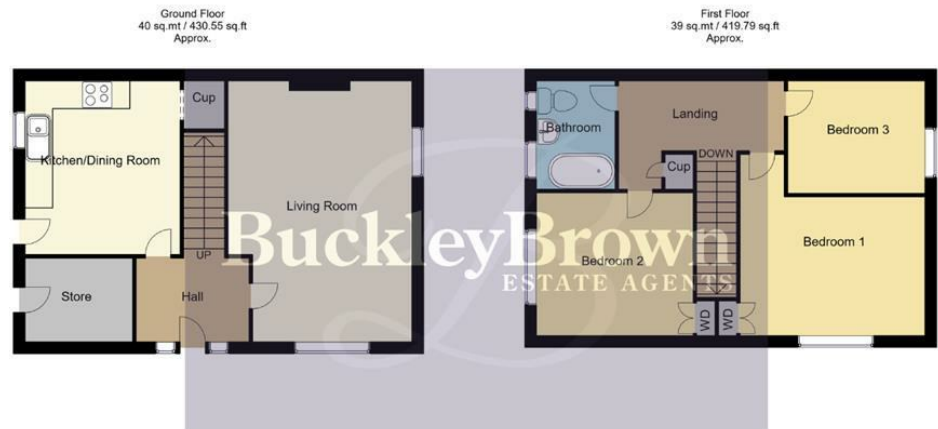 Ground Floor
40 sq.mt / 430.55 sq.ft
Approx.
Cup
Kitchen/Dining Room
Living Room
UP
Store
Hall
First Floor
39 sq.mt / 419.79 sq.ft
Approx.
Bathroom
Landing
Bedroom 3
DOWN
Cup
Bedroom 2
Bedroom 1
WD
WD
BuckleyBrown
ESTATE AGENTS